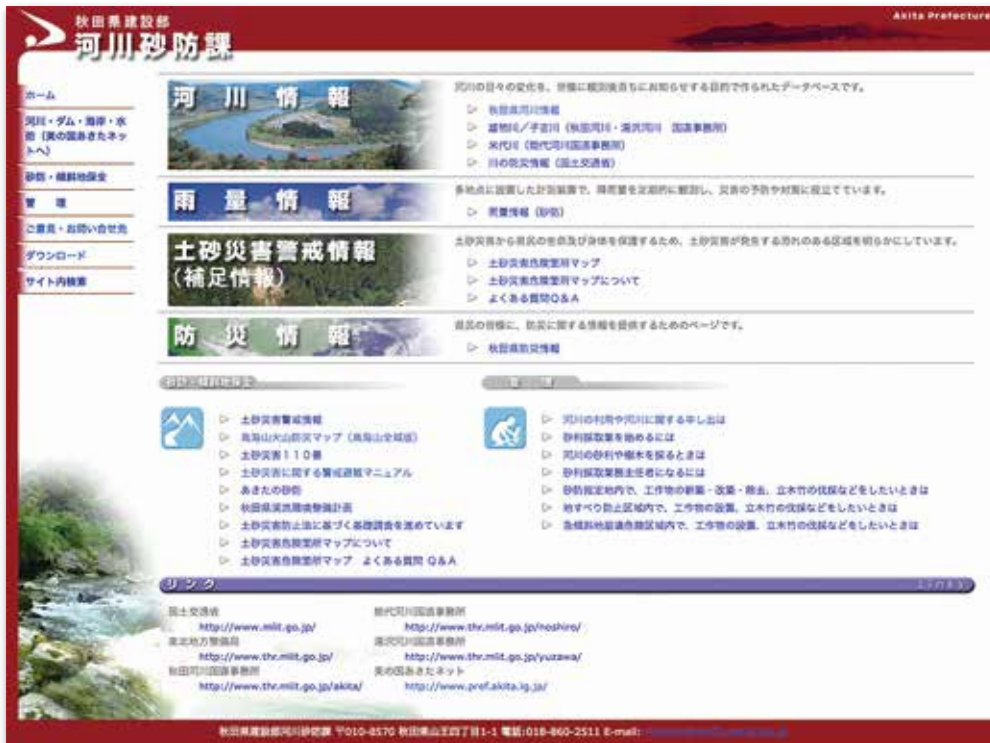 秋田県建設部
河川砂防課
Akita Prefecture
ホーム
河川・ダム・海岸・水
防（美の国あきたネッ
トへ）
砂防・傾斜地保全
管　理
ご意見・お問い合せ先
ダウンロード
サイト内検索
河川情報
河川の日々の変化を、皆様に観測後直ちにお知らせする目的で作られたデータベースです。
秋田県河川情報
雄物川／子吉川（秋田河川・湯沢河川　国道事務所）
米代川（能代河川国道事務所）
川の防災情報（国土交通省）
雨量情報
多地点に設置した計測装置で、降雨量を定期的に観測し、災害の予防や対策に役立てています。
雨量情報（砂防）
土砂災害警戒情報
（補足情報）
土砂災害から県民の生命及び身体を保護するため、土砂災害が発生する恐れのある区域を明らかにしています。
土砂災害危険箇所マップ
土砂災害危険箇所マップについて
よくある質問Q＆A
防災情報
県民の皆様に、防災に関する情報を提供するためのページです。
秋田県防災情報
砂防・傾斜地保全
土砂災害警戒情報
鳥海山火山防災マップ（鳥海山全域版）
土砂災害１１０番
土砂災害に関する警戒避難マニュアル
あきたの砂防
秋田県渓流環境整備計画
土砂災害防止法に基づく基礎調査を進めています
土砂災害危険箇所マップについて
土砂災害危険箇所マップ　よくある質問 Q＆A
管　理
河川の利用や河川に関する申し出は
砂利採取業を始めるには
河川の砂利や樹木を採るときは
砂利採取業務主任者になるには
砂防指定地内で、工作物の新築・改築・除去、立木竹の伐採などをしたいときは
地すべり防止区域内で、工作物の設置、立木竹の伐採などをしたいときは
急傾斜地崩壊危険区域内で、工作物の設置、立木竹の伐採などをしたいときは
リンク
Links
国土交通省
http://www.mlit.go.jp/
東北地方整備局
http://www.thr.mlit.go.jp/
秋田河川国道事務所
http://www.thr.mlit.go.jp/akita/
能代河川国道事務所
http://www.thr.mlit.go.jp/noshiro/
湯沢河川国道事務所
http://www.thr.mlit.go.jp/yuzawa/
美の国あきたネット
http://www.pref.akita.lg.jp/
秋田県建設部河川砂防課 〒010-8570 秋田県山王四丁目1-1 電話:018-860-2511 E-mail: